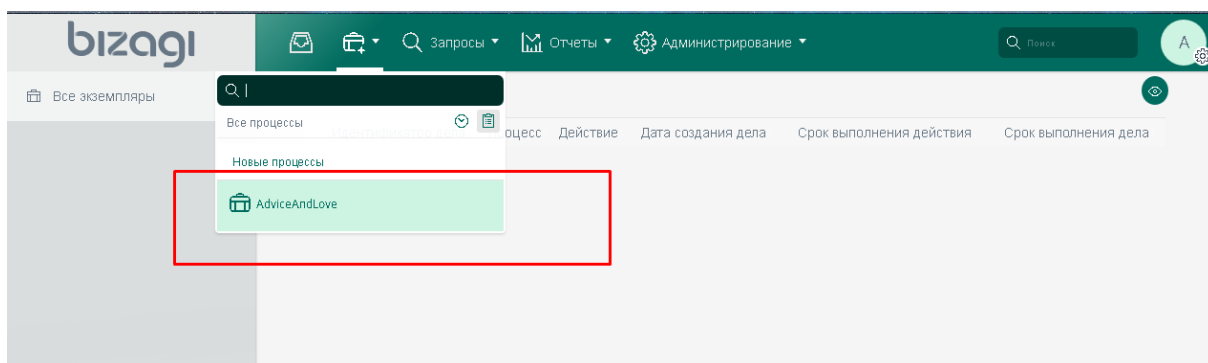 bizagi
Запросы
Отчеты
Администрирование
Поиск
A
Все экземпляры
Все процессы
оцесс Действие Дата создания дела Срок выполнения действия Срок выполнения дела
Новые процессы
AdviceAndLove